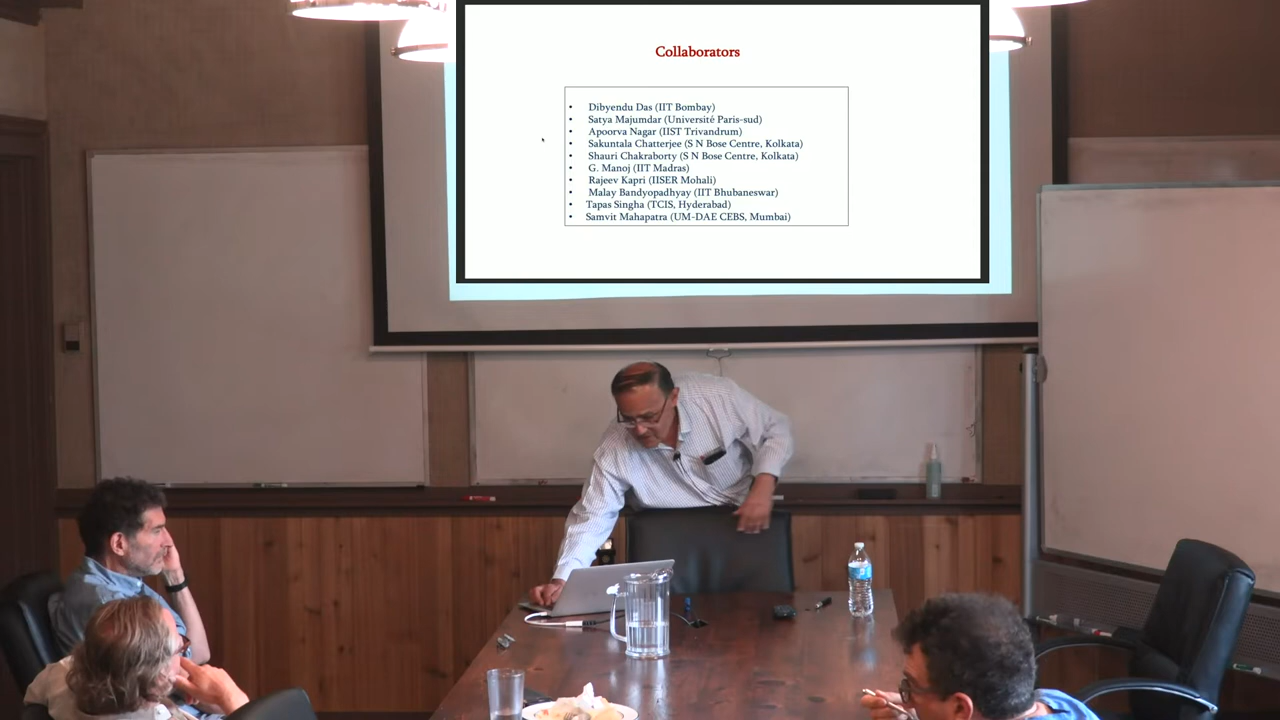 Collaborators
• Dibyendu Das (IIT Bombay)
• Satya Majumdar (Université Paris-sud)
• Apoorva Nagar (IIST Trivandrum)
• Sakuntala Chatterjee (S N Bose Centre, Kolkata)
• Shauri Chakraborty (S N Bose Centre, Kolkata)
• G. Manoj (IIT Madras)
• Rajeev Kapri (IISER Mohali)
• Malay Bandyopadhyay (IIT Bhubaneswar)
• Tapas Singha (TCIS, Hyderabad)
• Samvit Mahapatra (UM-DAE CEBS, Mumbai)